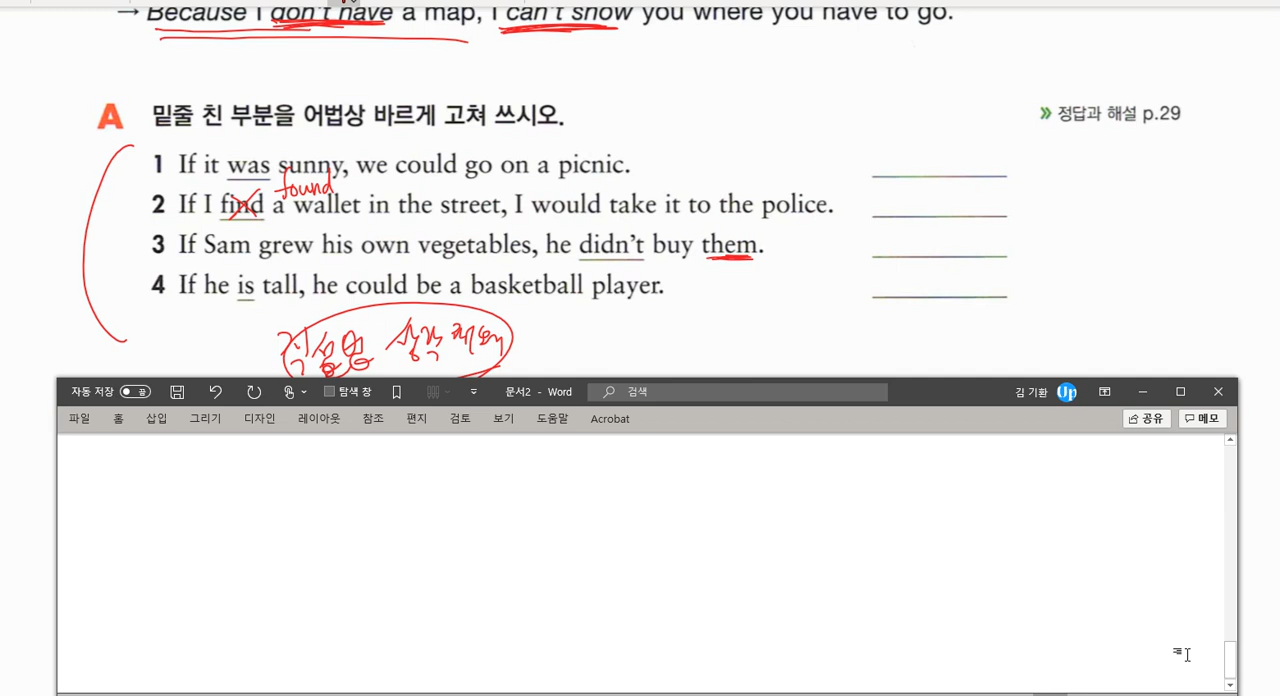 → Because I don't have a map, I can't show you where you have to go.
A 밑줄 친 부분을 어법상 바르게 고쳐 쓰시오.
» 정답과 해설 p.29
1 If it was sunny, we could go on a picnic.
found
2 If I find a wallet in the street, I would take it to the police.
3 If Sam grew his own vegetables, he didn't buy them.
4 If he is tall, he could be a basketball player.
자동 저장 끔 탐색 창 문서2 - Word 검색 김 기환
파일 홈 삽입 그리기 디자인 레이아웃 참조 편지 검토 보기 도움말 Acrobat 공유 메모